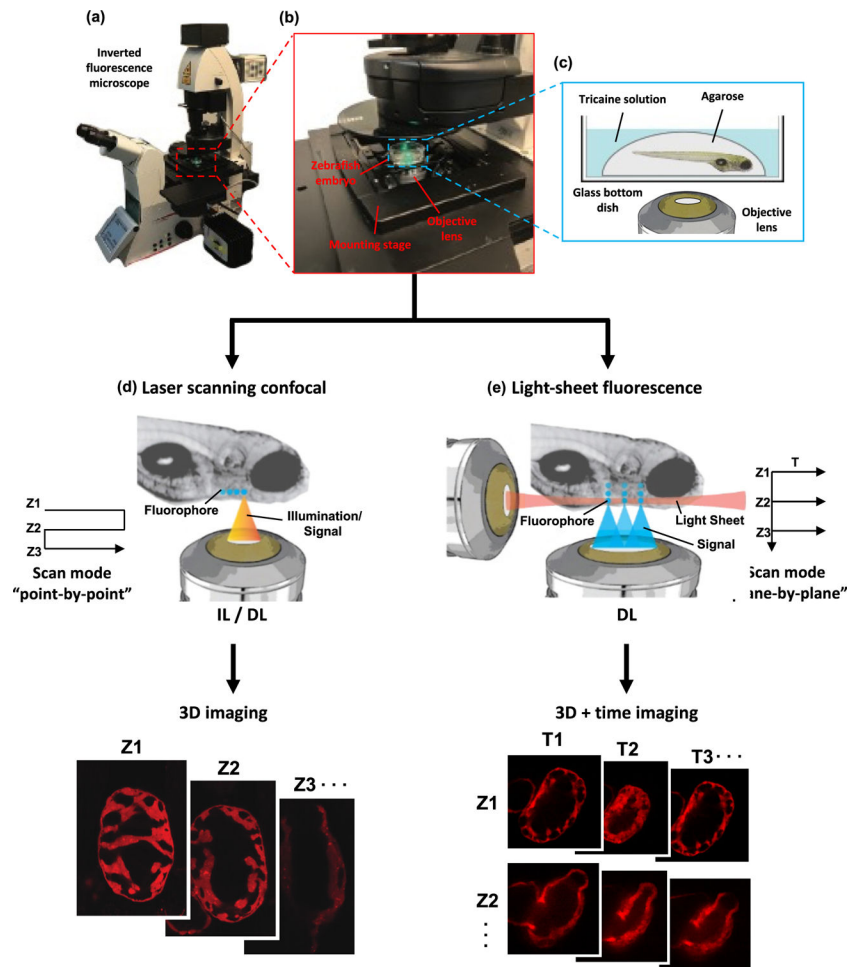 (a)
Inverted
fluorescence
microscope
(b)
Zebrafish
embryo
Objective
lens
Mounting stage
(c)
Tricaine solution
Agarose
Glass bottom
dish
Objective
lens
(d) Laser scanning confocal
Fluorophore
Illumination/
Signal
Z1
Z2
Z3
Scan mode
"point-by-point"
IL / DL
(e) Light-sheet fluorescence
Fluorophore
Light Sheet
Signal
T
Z1
Z2
Z3
Scan mode
ane-by-plane”
DL
3D imaging
Z1
Z2
Z3 · · ·
3D + time imaging
T1
T2
T3 · · ·
Z1
Z2